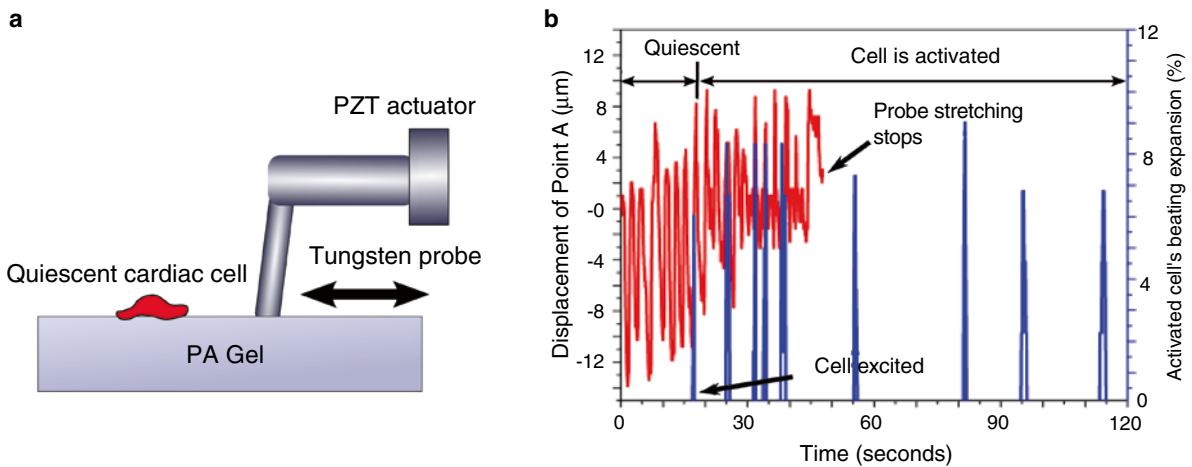 a
PZT actuator
Quiescent cardiac cell
Tungsten probe
PA Gel
b
Displacement of Point A (μm)
12
8
4
-0
-4
-8
-12
Quiescent
Cell is activated
Probe stretching
stops
Cell excited
12
8
4
0
Activated cell's beating expansion (%)
0
30
60
90
120
Time (seconds)